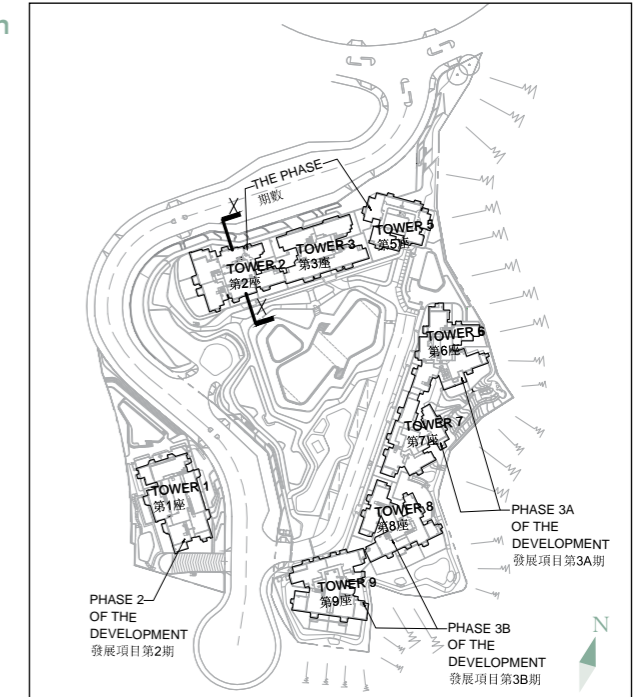 n
THE PHASE
期數
X
TOWER 5
第5座
TOWER 3
第3座
TOWER 2
第2座
X
TOWER 6
第6座
TOWER 7
第7座
TOWER 1
第1座
TOWER 8
第8座
PHASE 3A
OF THE
DEVELOPMENT
發展項目第3A期
TOWER 9
第9座
PHASE 2
OF THE
DEVELOPMENT
發展項目第2期
PHASE 3B
OF THE
DEVELOPMENT
發展項目第3B期
N